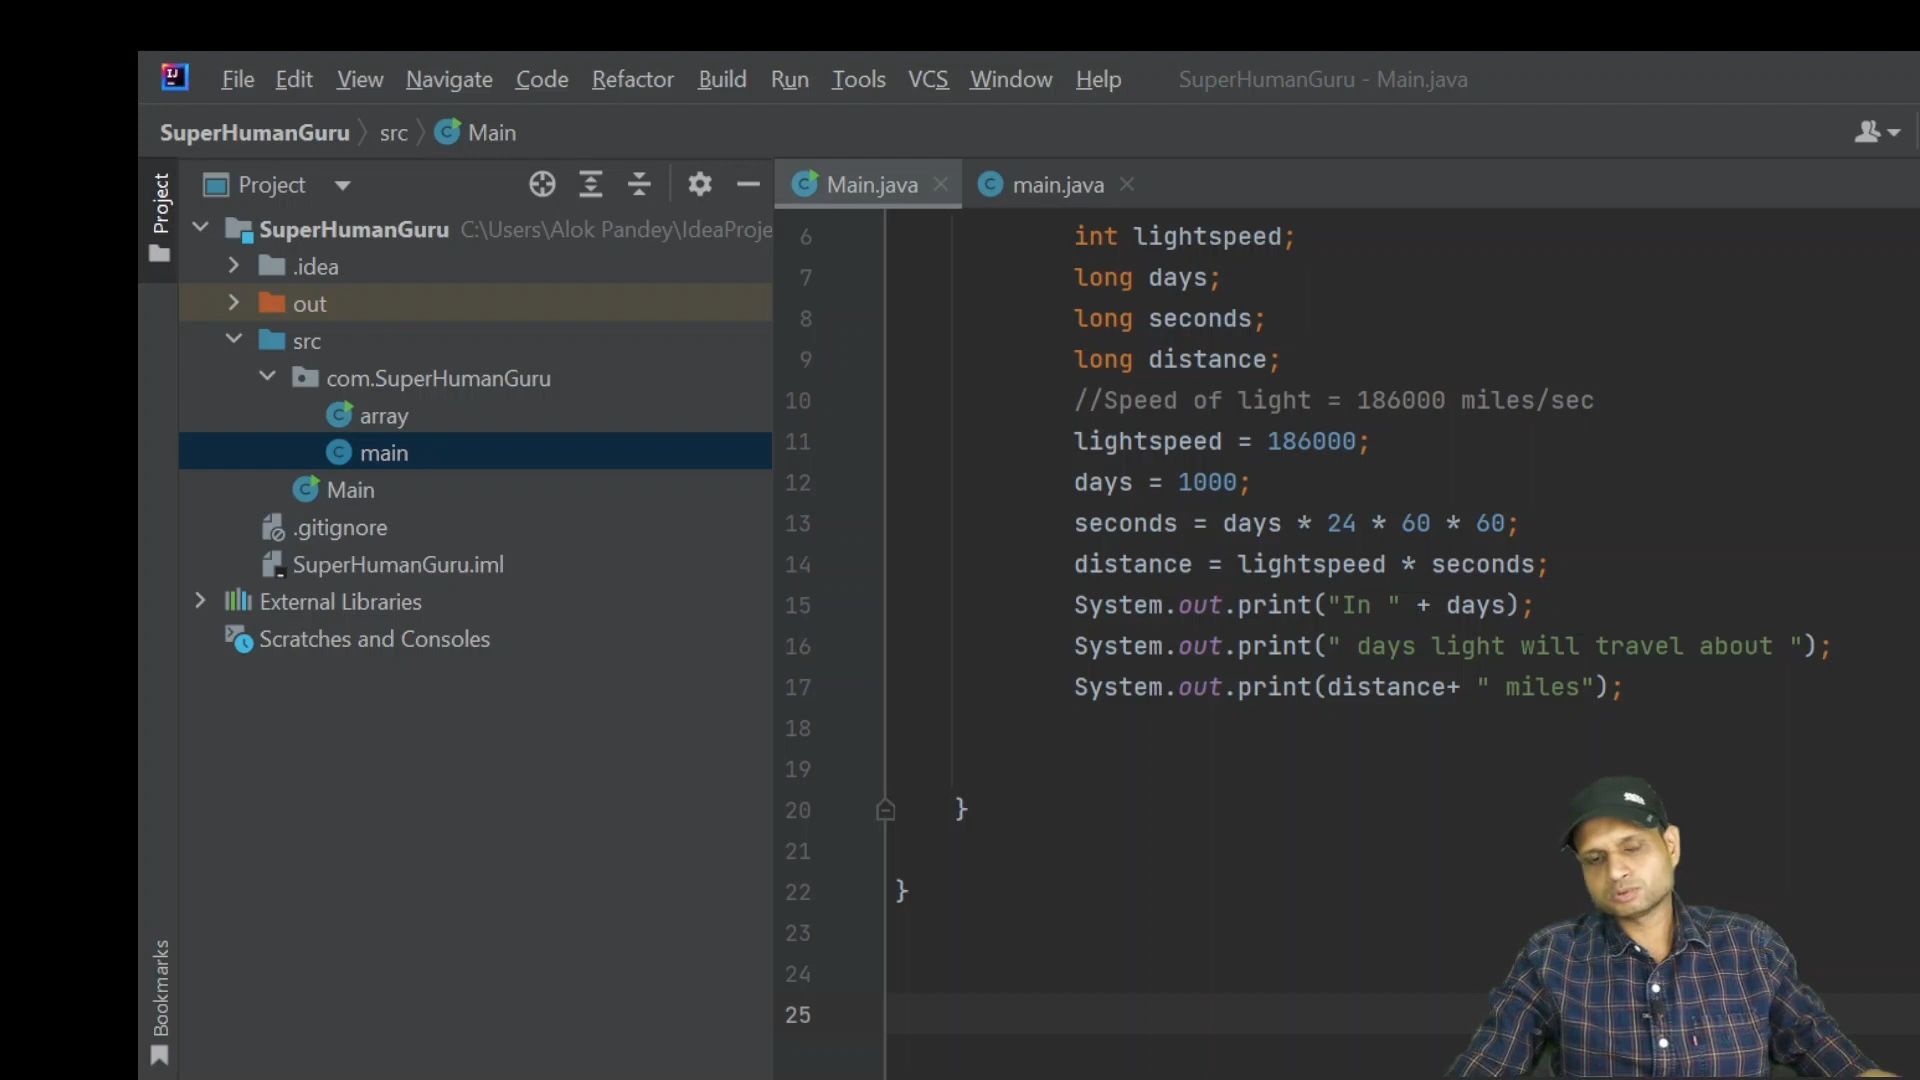 IJ
File Edit View Navigate Code Refactor Build Run Tools VCS Window Help SuperHumanGuru - Main.java
SuperHumanGuru src Main
Project
Project
Main.java
main.java
SuperHumanGuru C:\Users\Alok Pandey\IdeaProje
.idea
out
src
com.SuperHumanGuru
array
main
Main
.gitignore
SuperHumanGuru.iml
External Libraries
Scratches and Consoles
Bookmarks
6 int lightspeed;
7 long days;
8 long seconds;
9 long distance;
10 //Speed of light = 186000 miles/sec
11 lightspeed = 186000;
12 days = 1000;
13 seconds = days * 24 * 60 * 60;
14 distance = lightspeed * seconds;
15 System.out.print("In " + days);
16 System.out.print(" days light will travel about ");
17 System.out.print(distance+ " miles");
18
19
20 }
21
22 }
23
24
25